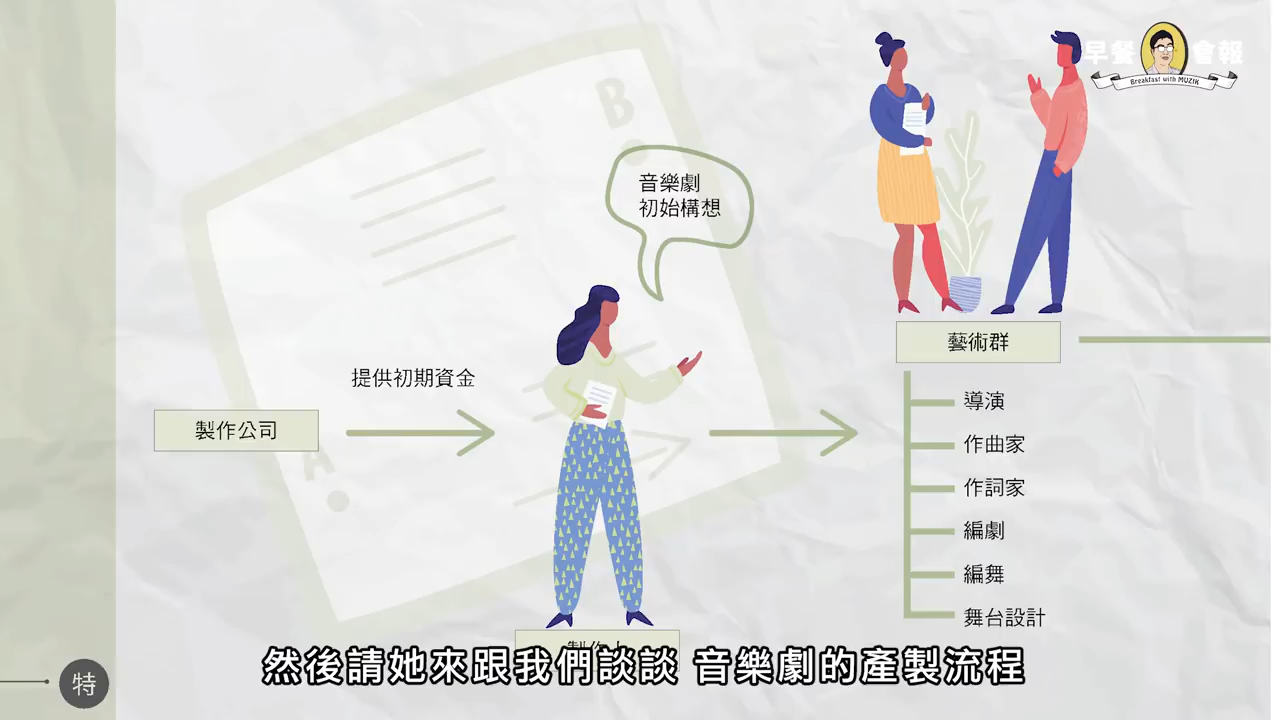 早餐會報
Breakfast with MUZIK
B
音樂劇
初始構想
藝術群
提供初期資金
製作公司
A
導演
作曲家
作詞家
編劇
編舞
舞台設計
然後請她來跟我們談談 音樂劇的產製流程
特